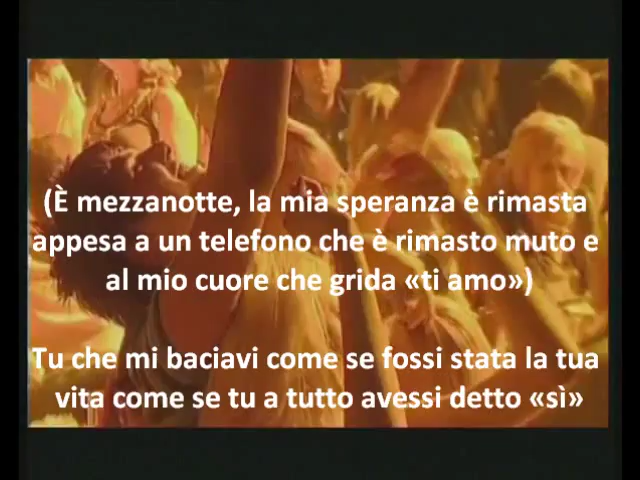 (È mezzanotte, la mia speranza è rimasta
appesa a un telefono che è rimasto muto e
al mio cuore che grida «ti amo»)
Tu che mi baciavi come se fossi stata la tua
vita come se tu a tutto avessi detto «sì»